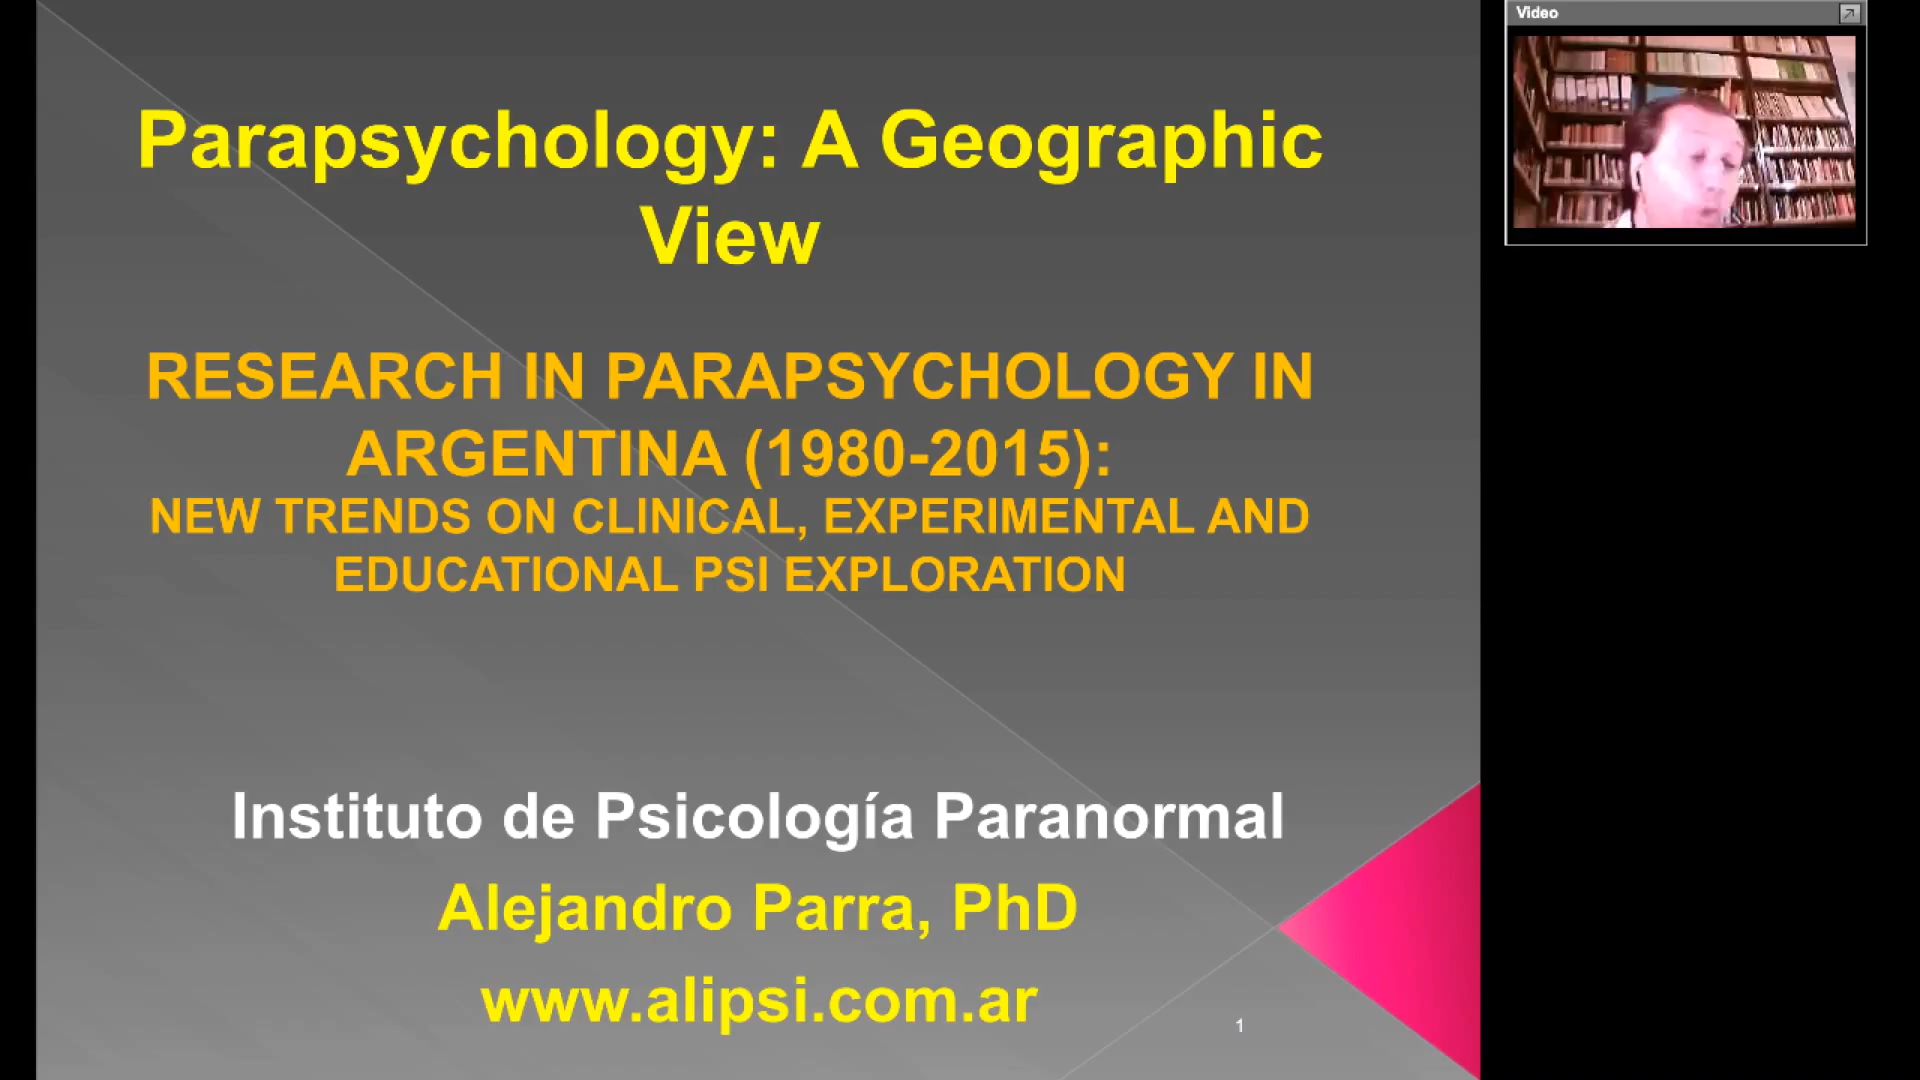 Parapsychology: A Geographic
View
RESEARCH IN PARAPSYCHOLOGY IN
ARGENTINA (1980-2015):
NEW TRENDS ON CLINICAL, EXPERIMENTAL AND
EDUCATIONAL PSI EXPLORATION
Instituto de Psicología Paranormal
Alejandro Parra, PhD
www.alipsi.com.ar
1
Video